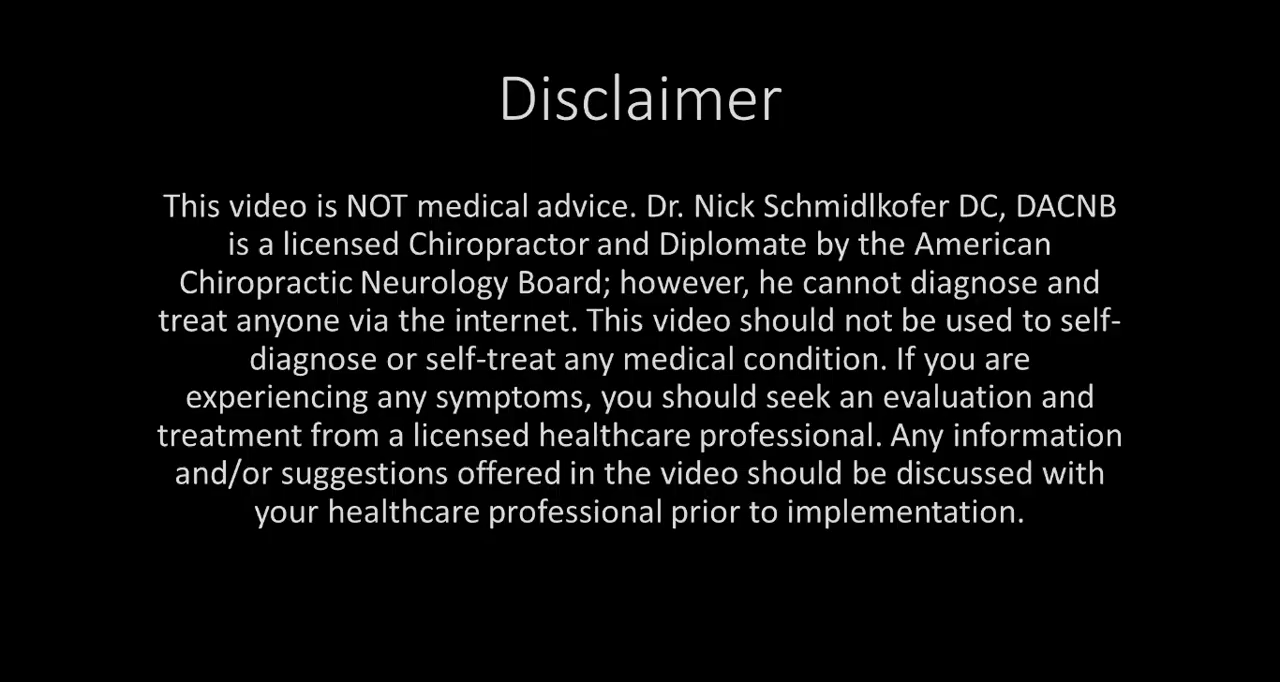 Disclaimer
This video is NOT medical advice. Dr. Nick Schmidlkofer DC, DACNB
is a licensed Chiropractor and Diplomate by the American
Chiropractic Neurology Board; however, he cannot diagnose and
treat anyone via the internet. This video should not be used to self-
diagnose or self-treat any medical condition. If you are
experiencing any symptoms, you should seek an evaluation and
treatment from a licensed healthcare professional. Any information
and/or suggestions offered in the video should be discussed with
your healthcare professional prior to implementation.